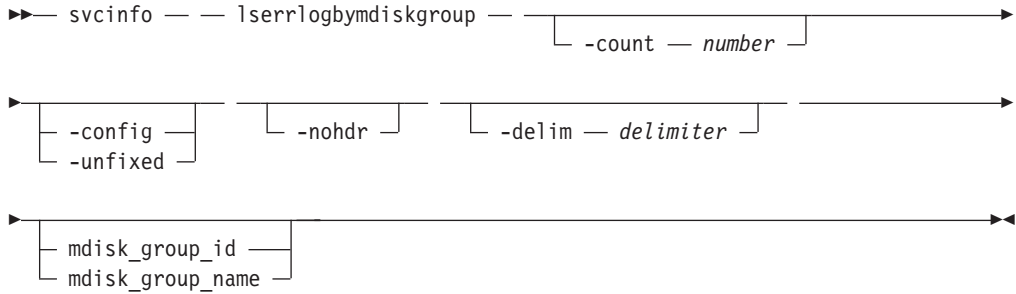 svcinfo lserrlogbymdiskgroup
-count number
-config -nohdr -delim delimiter
-unfixed
mdisk_group_id
mdisk_group_name